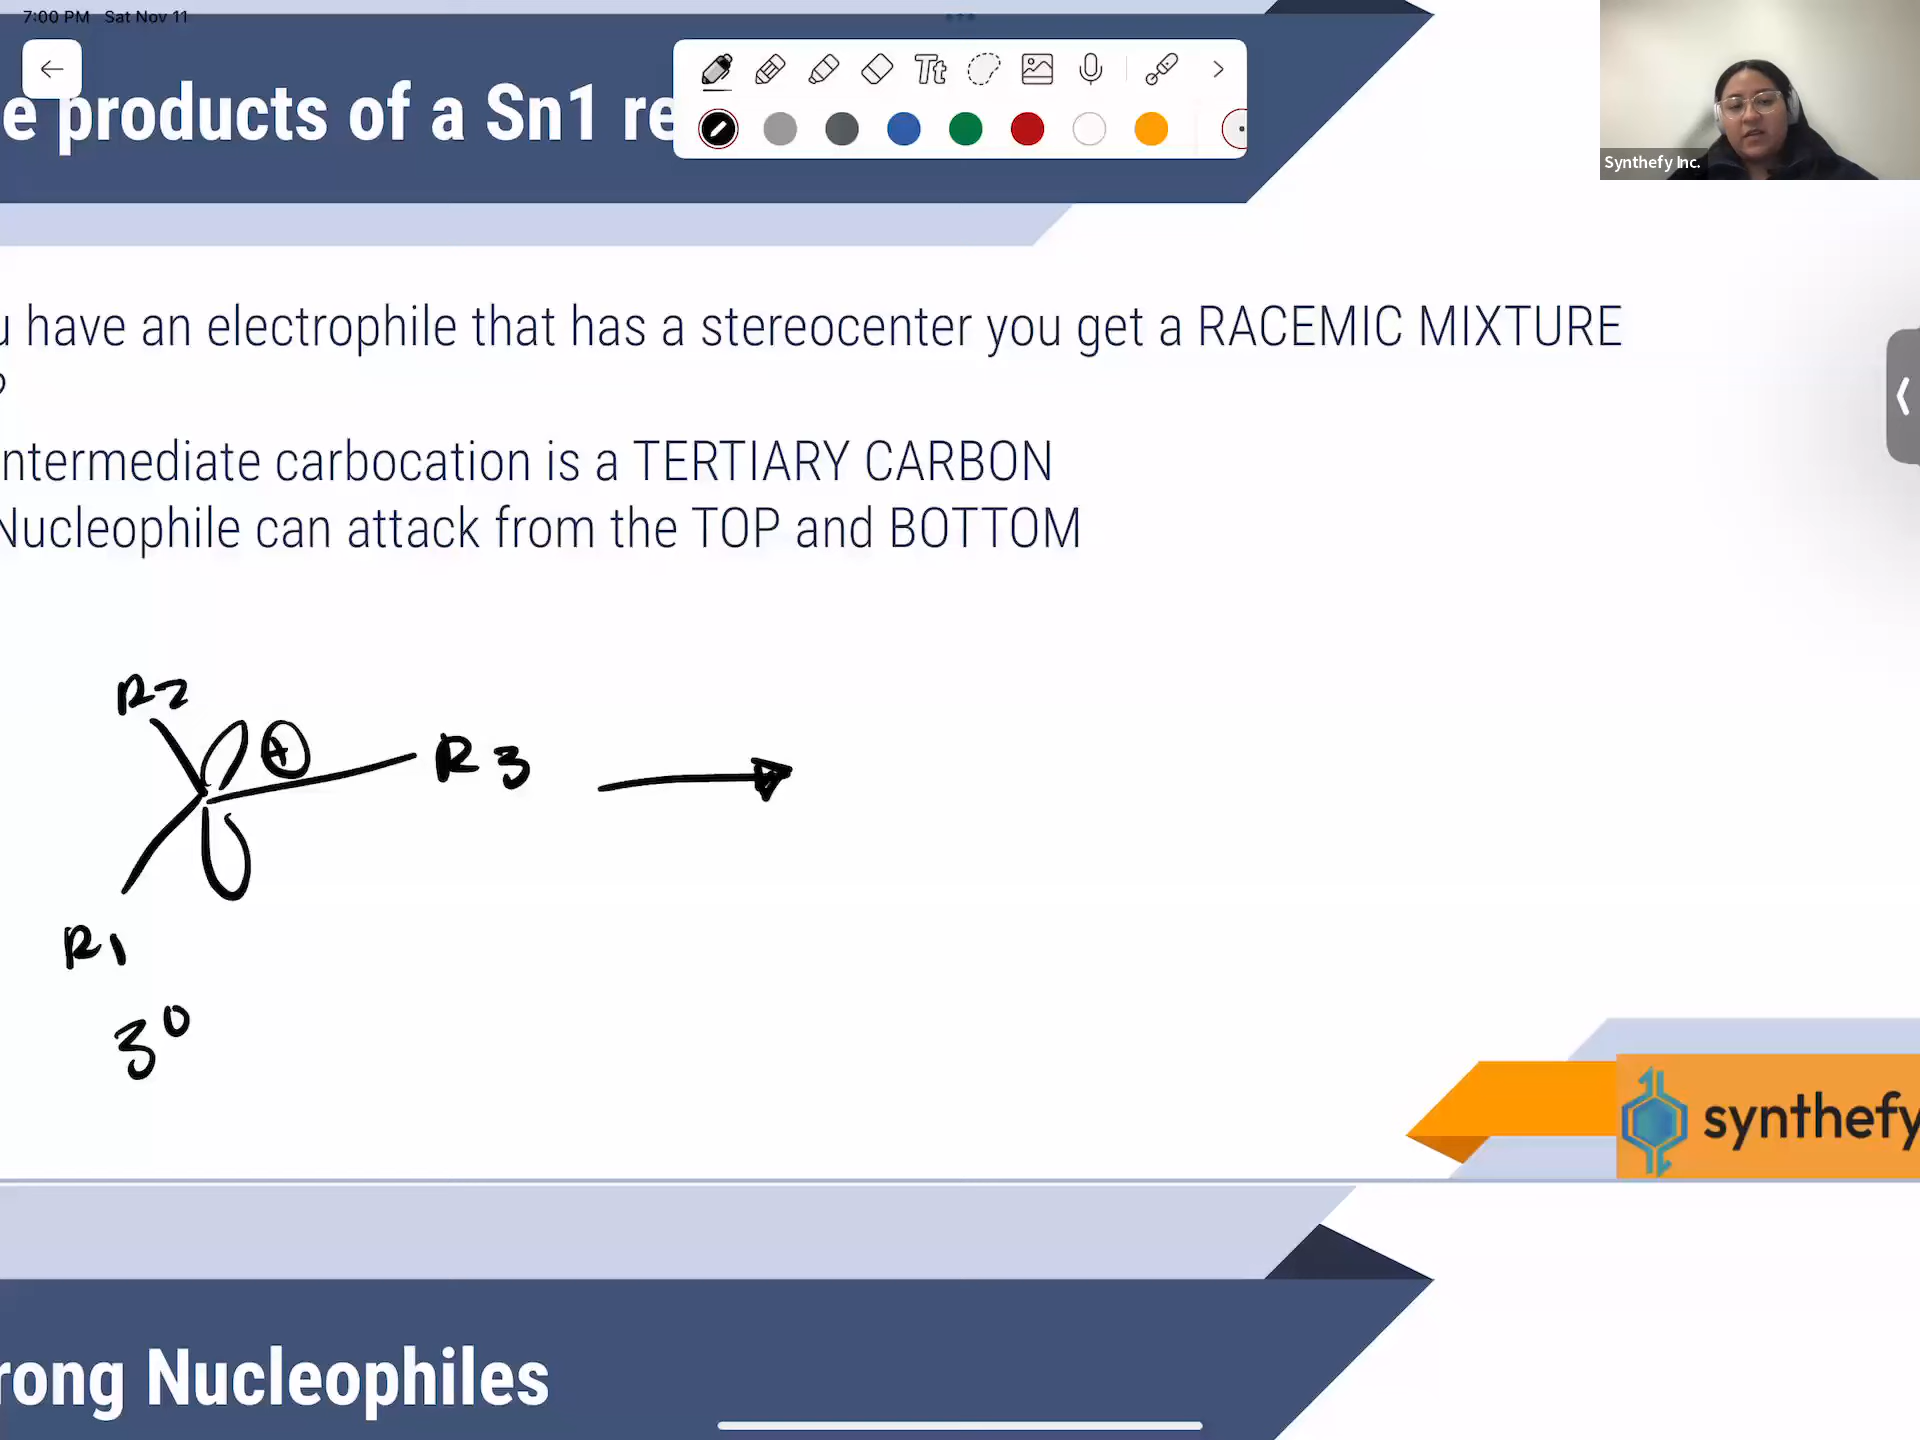 7:00 PM Sat Nov 11
e products of a Sn1 re
Tt
Synthefy Inc.
u have an electrophile that has a stereocenter you get a RACEMIC MIXTURE
?
ntermediate carbocation is a TERTIARY CARBON
Nucleophile can attack from the TOP and BOTTOM
R2
+
R3
R1
3°
synthefy
rong Nucleophiles